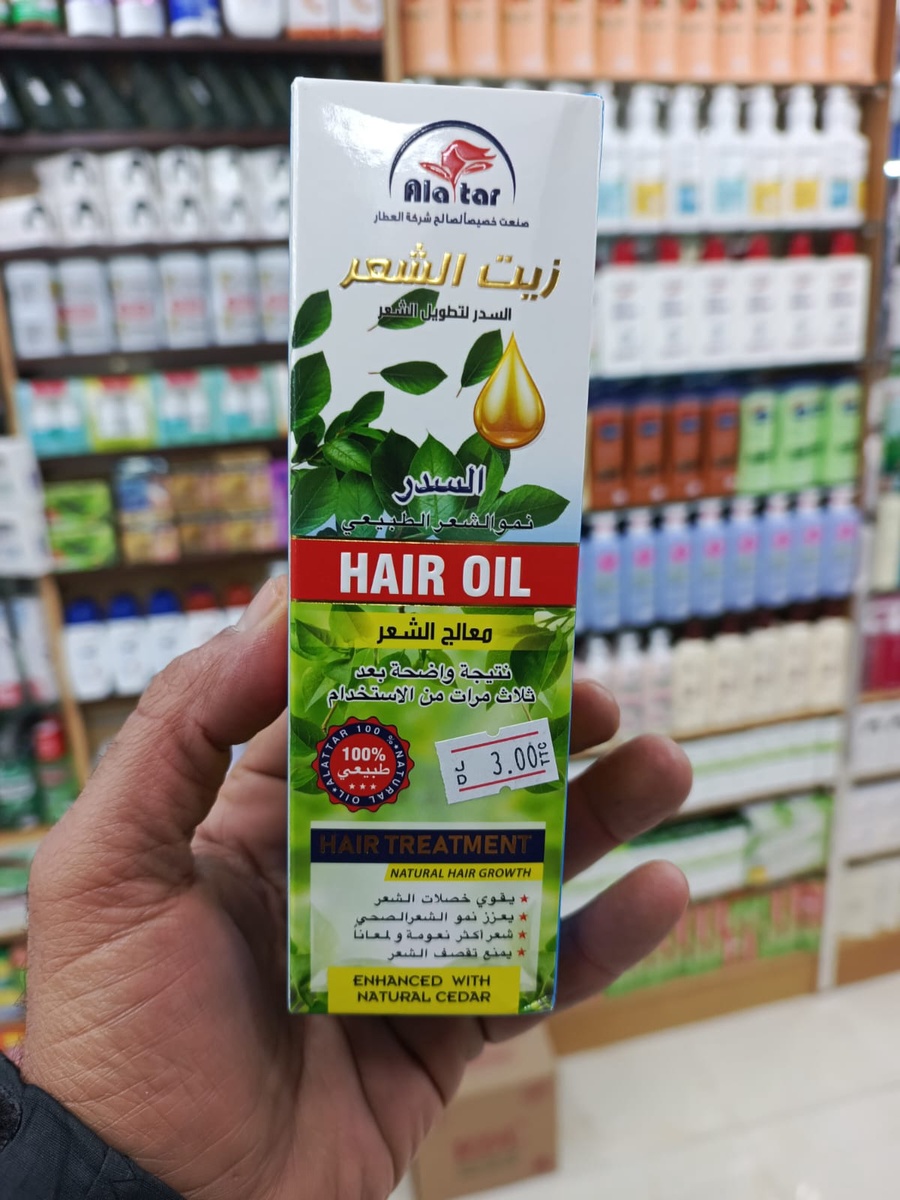 Alattar
صنعت خصيصاً لصالح شركة العطار
زيت الشعر
السدر لتطويل الشعر
السدر
نمو الشعر الطبيعي
HAIR OIL
معالج الشعر
نتيجة واضحة بعد
ثلاث مرات من الاستخدام
ALATTAR 100 % NATURAL OIL
100%
طبيعي
JD 3.00 TTC
HAIR TREATMENT
NATURAL HAIR GROWTH
يقوي خصلات الشعر
يعزز نمو الشعر الصحي
شعر أكثر نعومة و لمعاناً
يمنع تقصف الشعر
ENHANCED WITH
NATURAL CEDAR